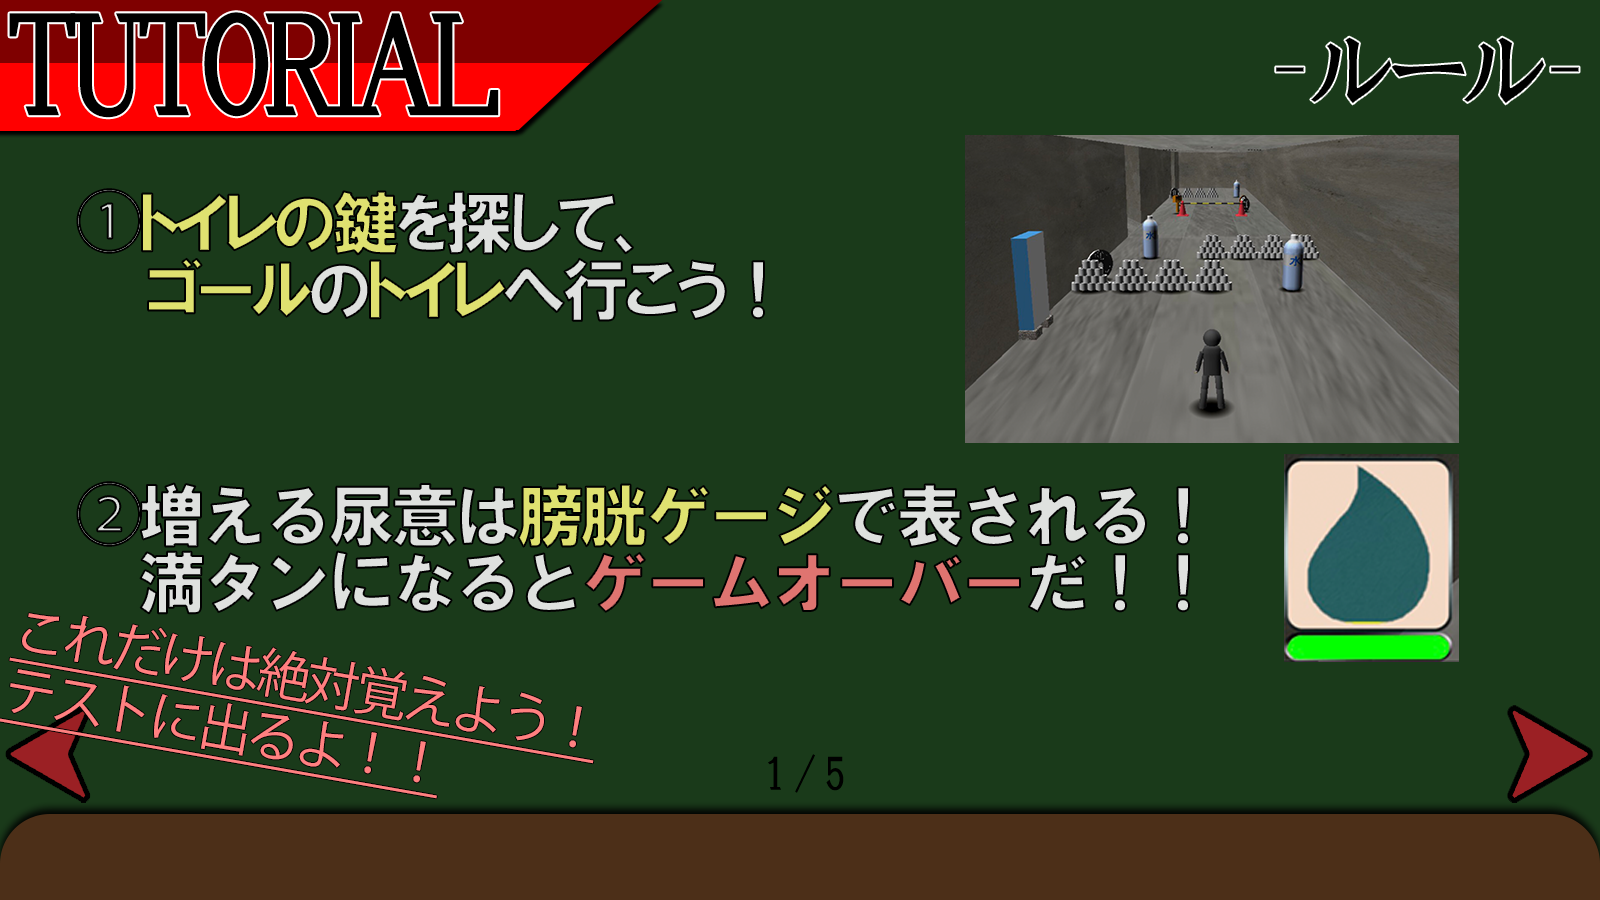 TUTORIAL
-ルール-
①トイレの鍵を探して、
ゴールのトイレへ行こう！
水
水
②増える尿意は膀胱ゲージで表される！
満タンになるとゲームオーバーだ！！
これだけは絶対覚えよう！
テストに出るよ！！
1/5